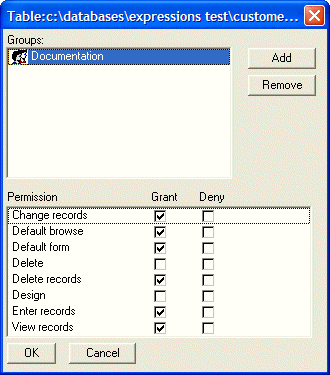 Table:c:\databases\expressions test\custome...
Groups:
Documentation
Add
Remove
Permission Grant Deny
Change records
Default browse
Default form
Delete
Delete records
Design
Enter records
View records
OK Cancel